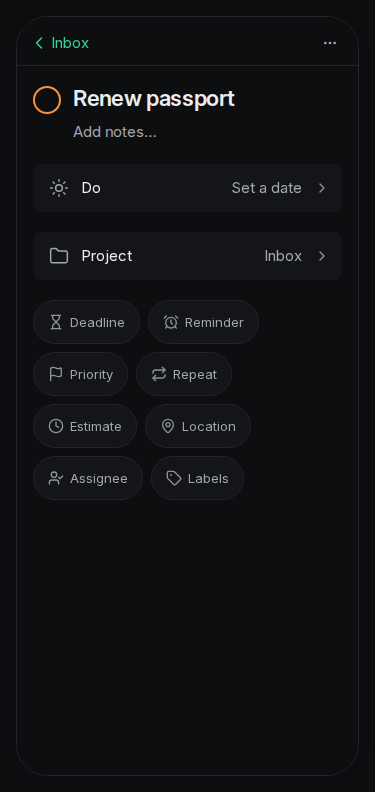 Inbox
Renew passport
Add notes...
Do Set a date
Project Inbox
Deadline Reminder
Priority Repeat
Estimate Location
Assignee Labels